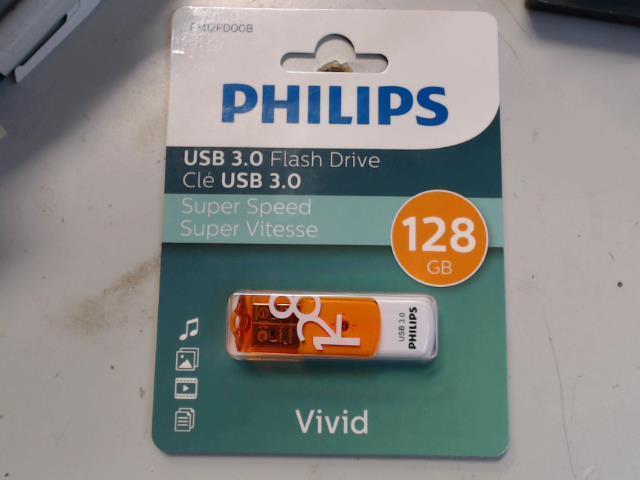 FM12FD00B
PHILIPS
USB 3.0 Flash Drive
Clé USB 3.0
Super Speed
Super Vitesse
128
GB
128
USB 3.0
PHILIPS
Vivid